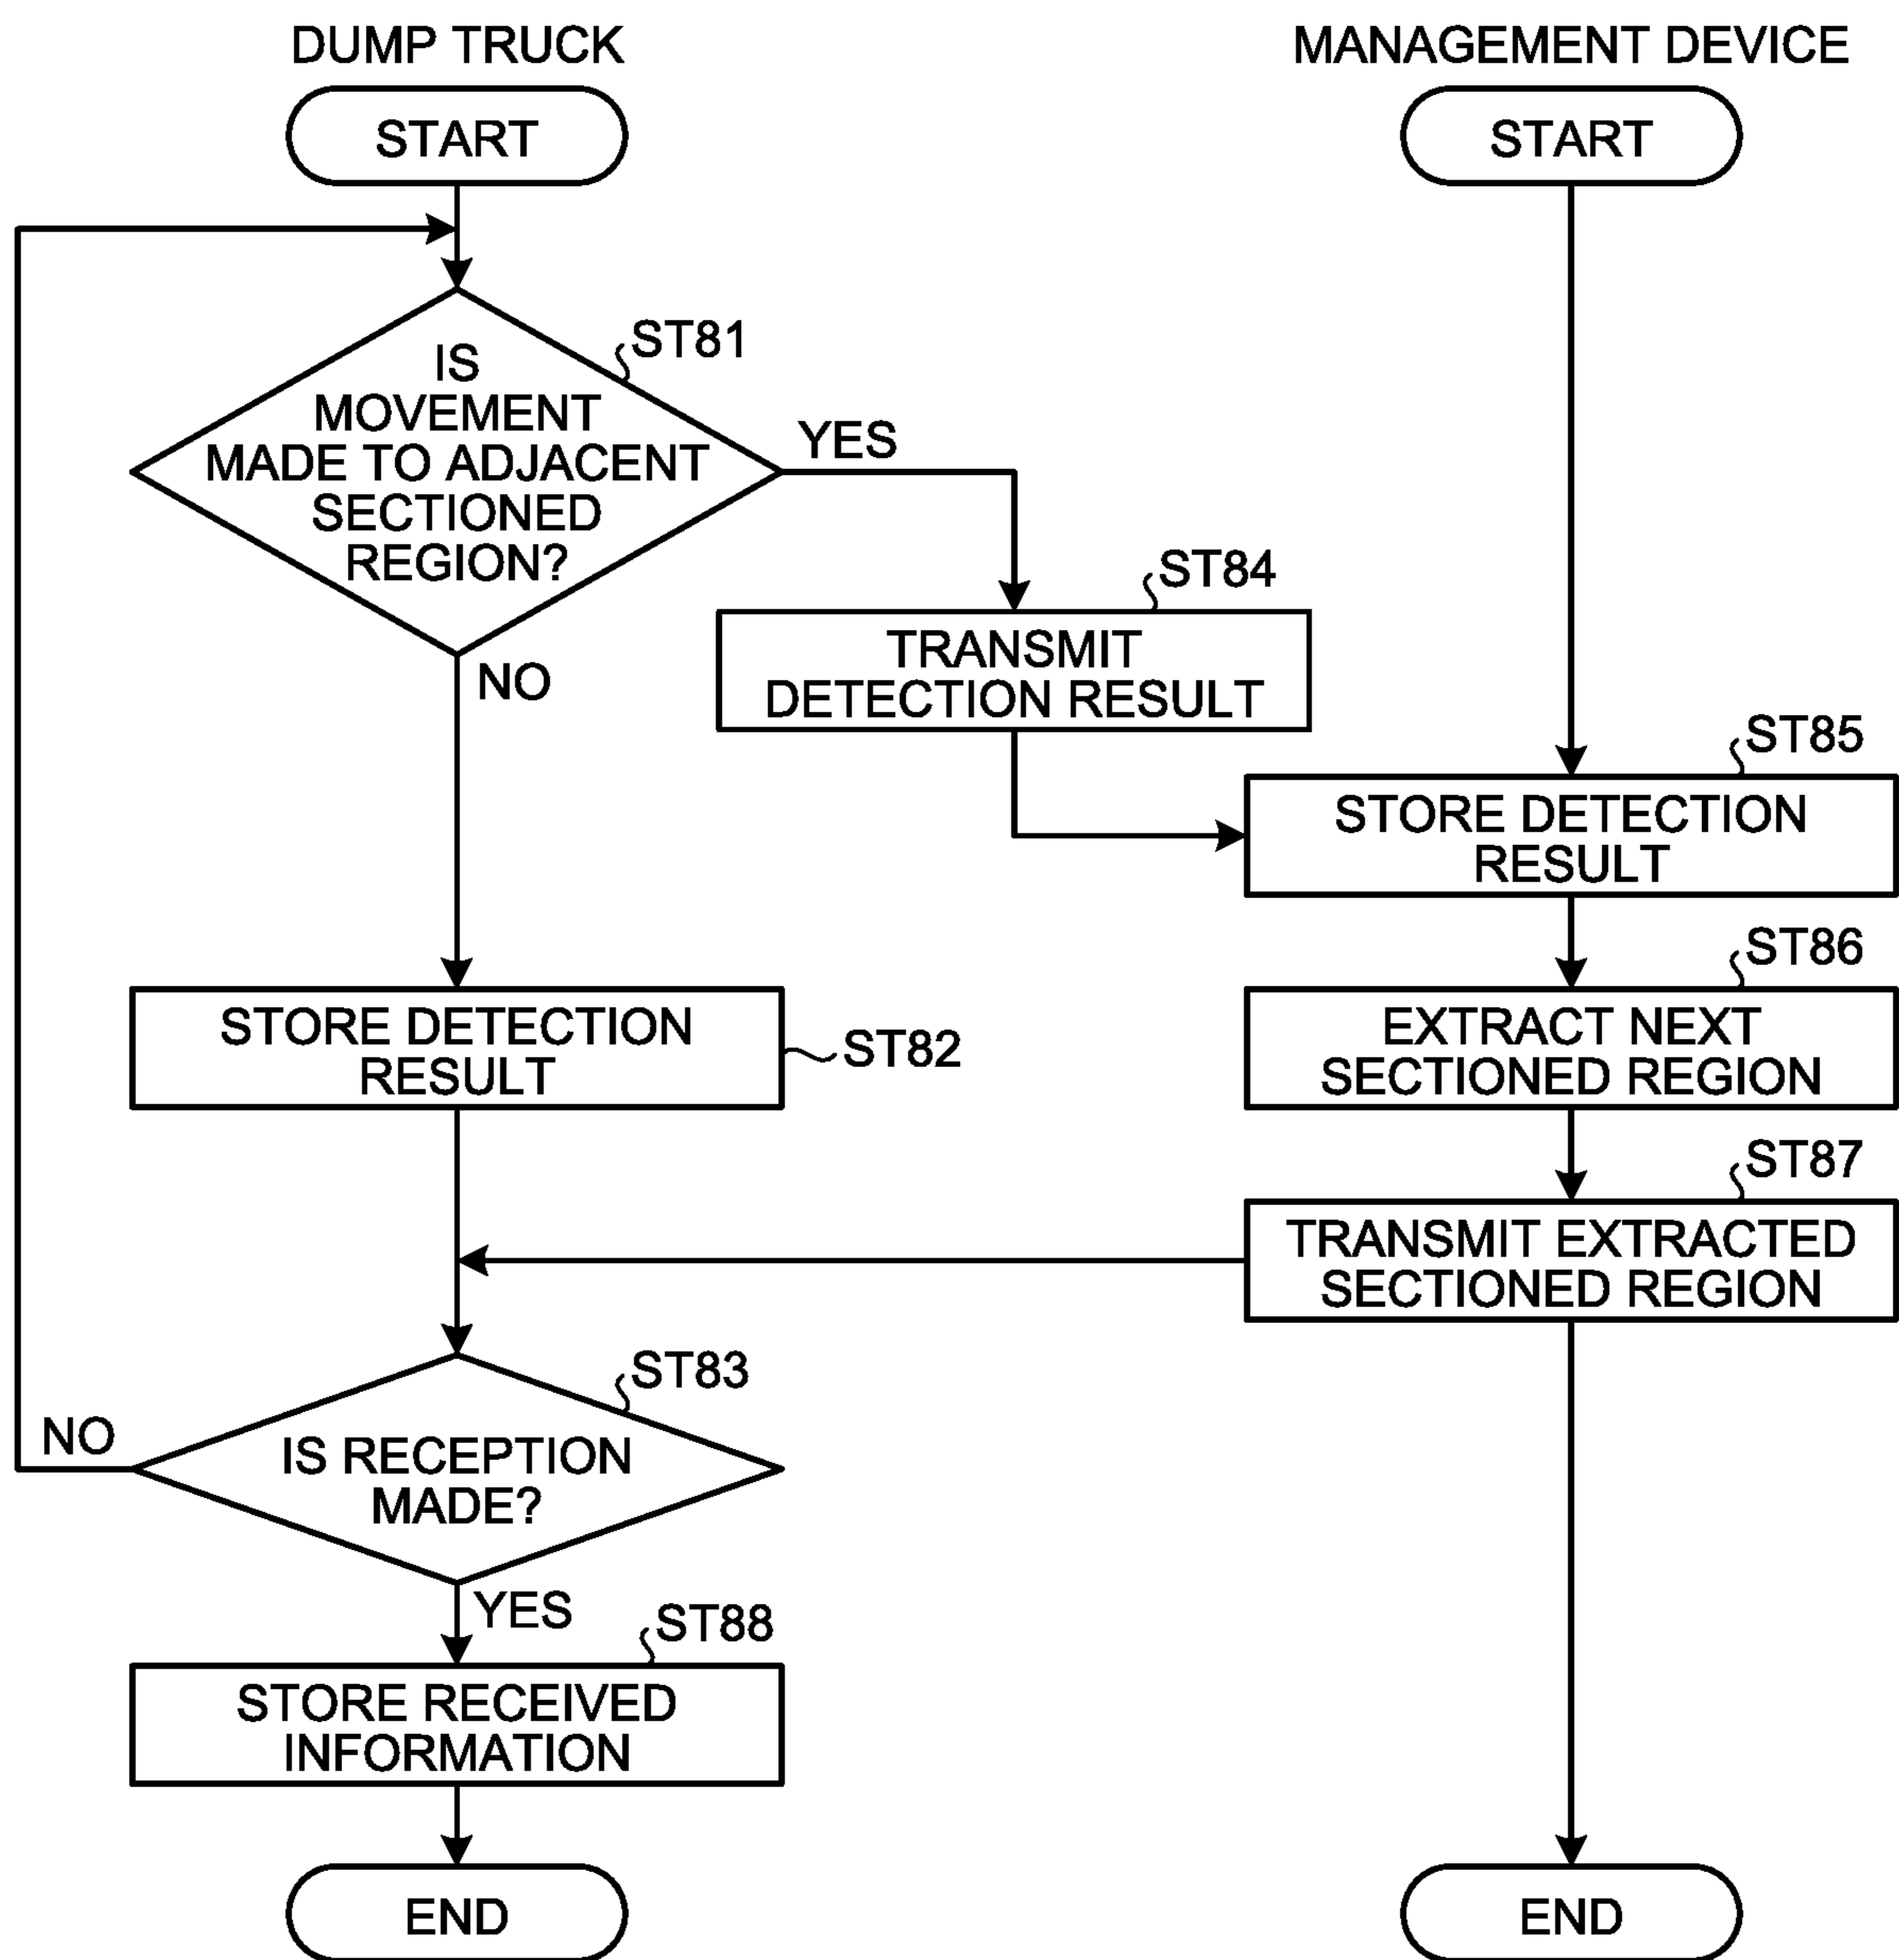 DUMP TRUCK
MANAGEMENT DEVICE
START
START
ST81
IS
MOVEMENT
MADE TO ADJACENT
SECTIONED
REGION?
YES
NO
ST84
TRANSMIT
DETECTION RESULT
ST85
STORE DETECTION
RESULT
ST86
EXTRACT NEXT
SECTIONED REGION
STORE DETECTION
RESULT
ST82
ST87
TRANSMIT EXTRACTED
SECTIONED REGION
ST83
IS RECEPTION
MADE?
NO
YES
ST88
STORE RECEIVED
INFORMATION
END
END